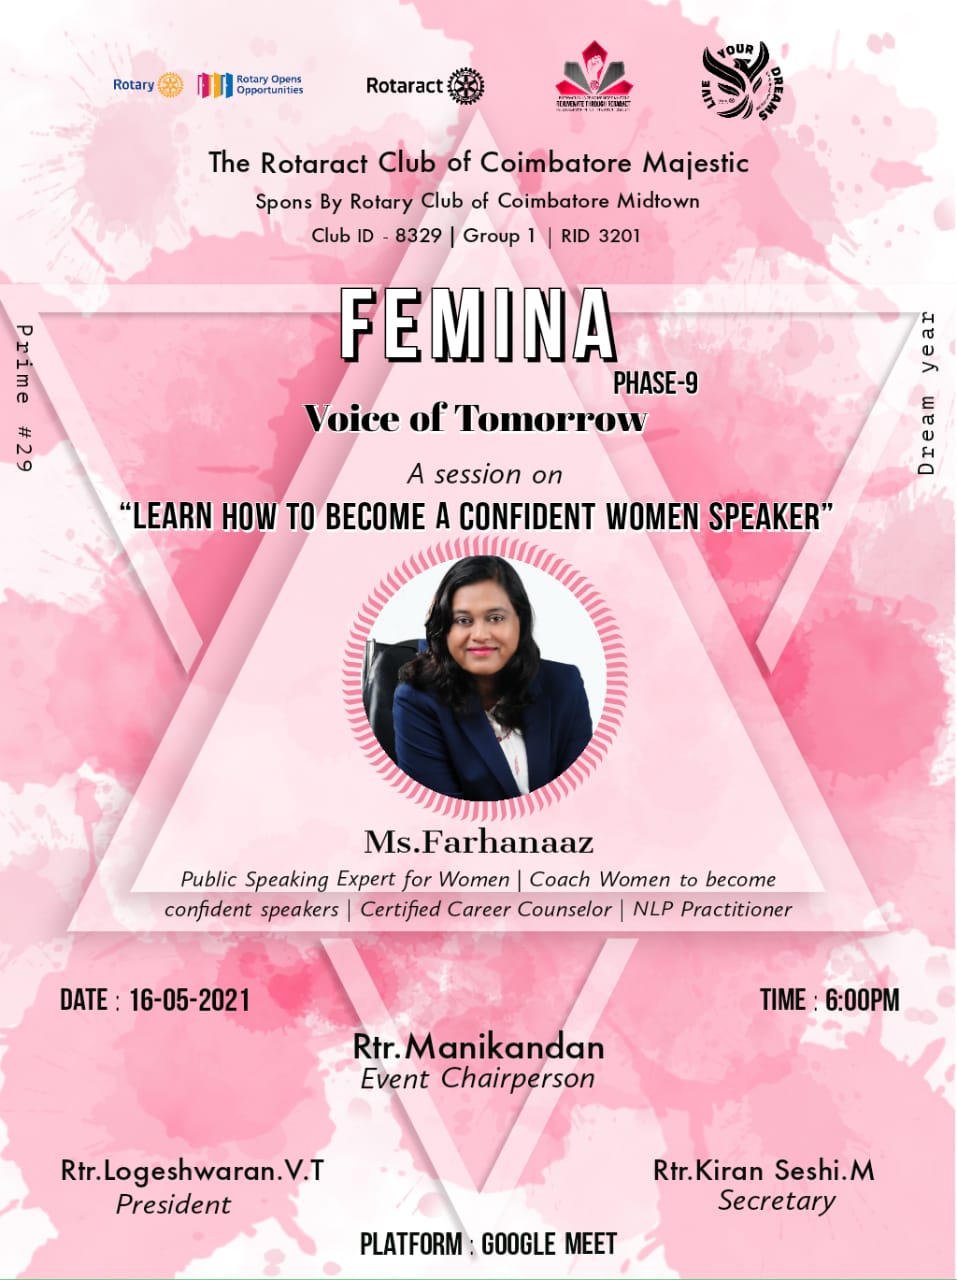 Rotary
Rotary Opens
Opportunities
Rotaract
REJUVENATE THROUGH ROTARACT
LIVE YOUR DREAMS
The Rotaract Club of Coimbatore Majestic
Spons By Rotary Club of Coimbatore Midtown
Club ID - 8329 | Group 1 | RID 3201
FEMINA
PHASE-9
Prime #29
Dream year
Voice of Tomorrow
A session on
“LEARN HOW TO BECOME A CONFIDENT WOMEN SPEAKER”
Ms.Farhanaaz
Public Speaking Expert for Women | Coach Women to become
confident speakers | Certified Career Counselor | NLP Practitioner
DATE : 16-05-2021
TIME : 6:00PM
Rtr.Manikandan
Event Chairperson
Rtr.Logeshwaran.V.T
President
Rtr.Kiran Seshi.M
Secretary
PLATFORM : GOOGLE MEET